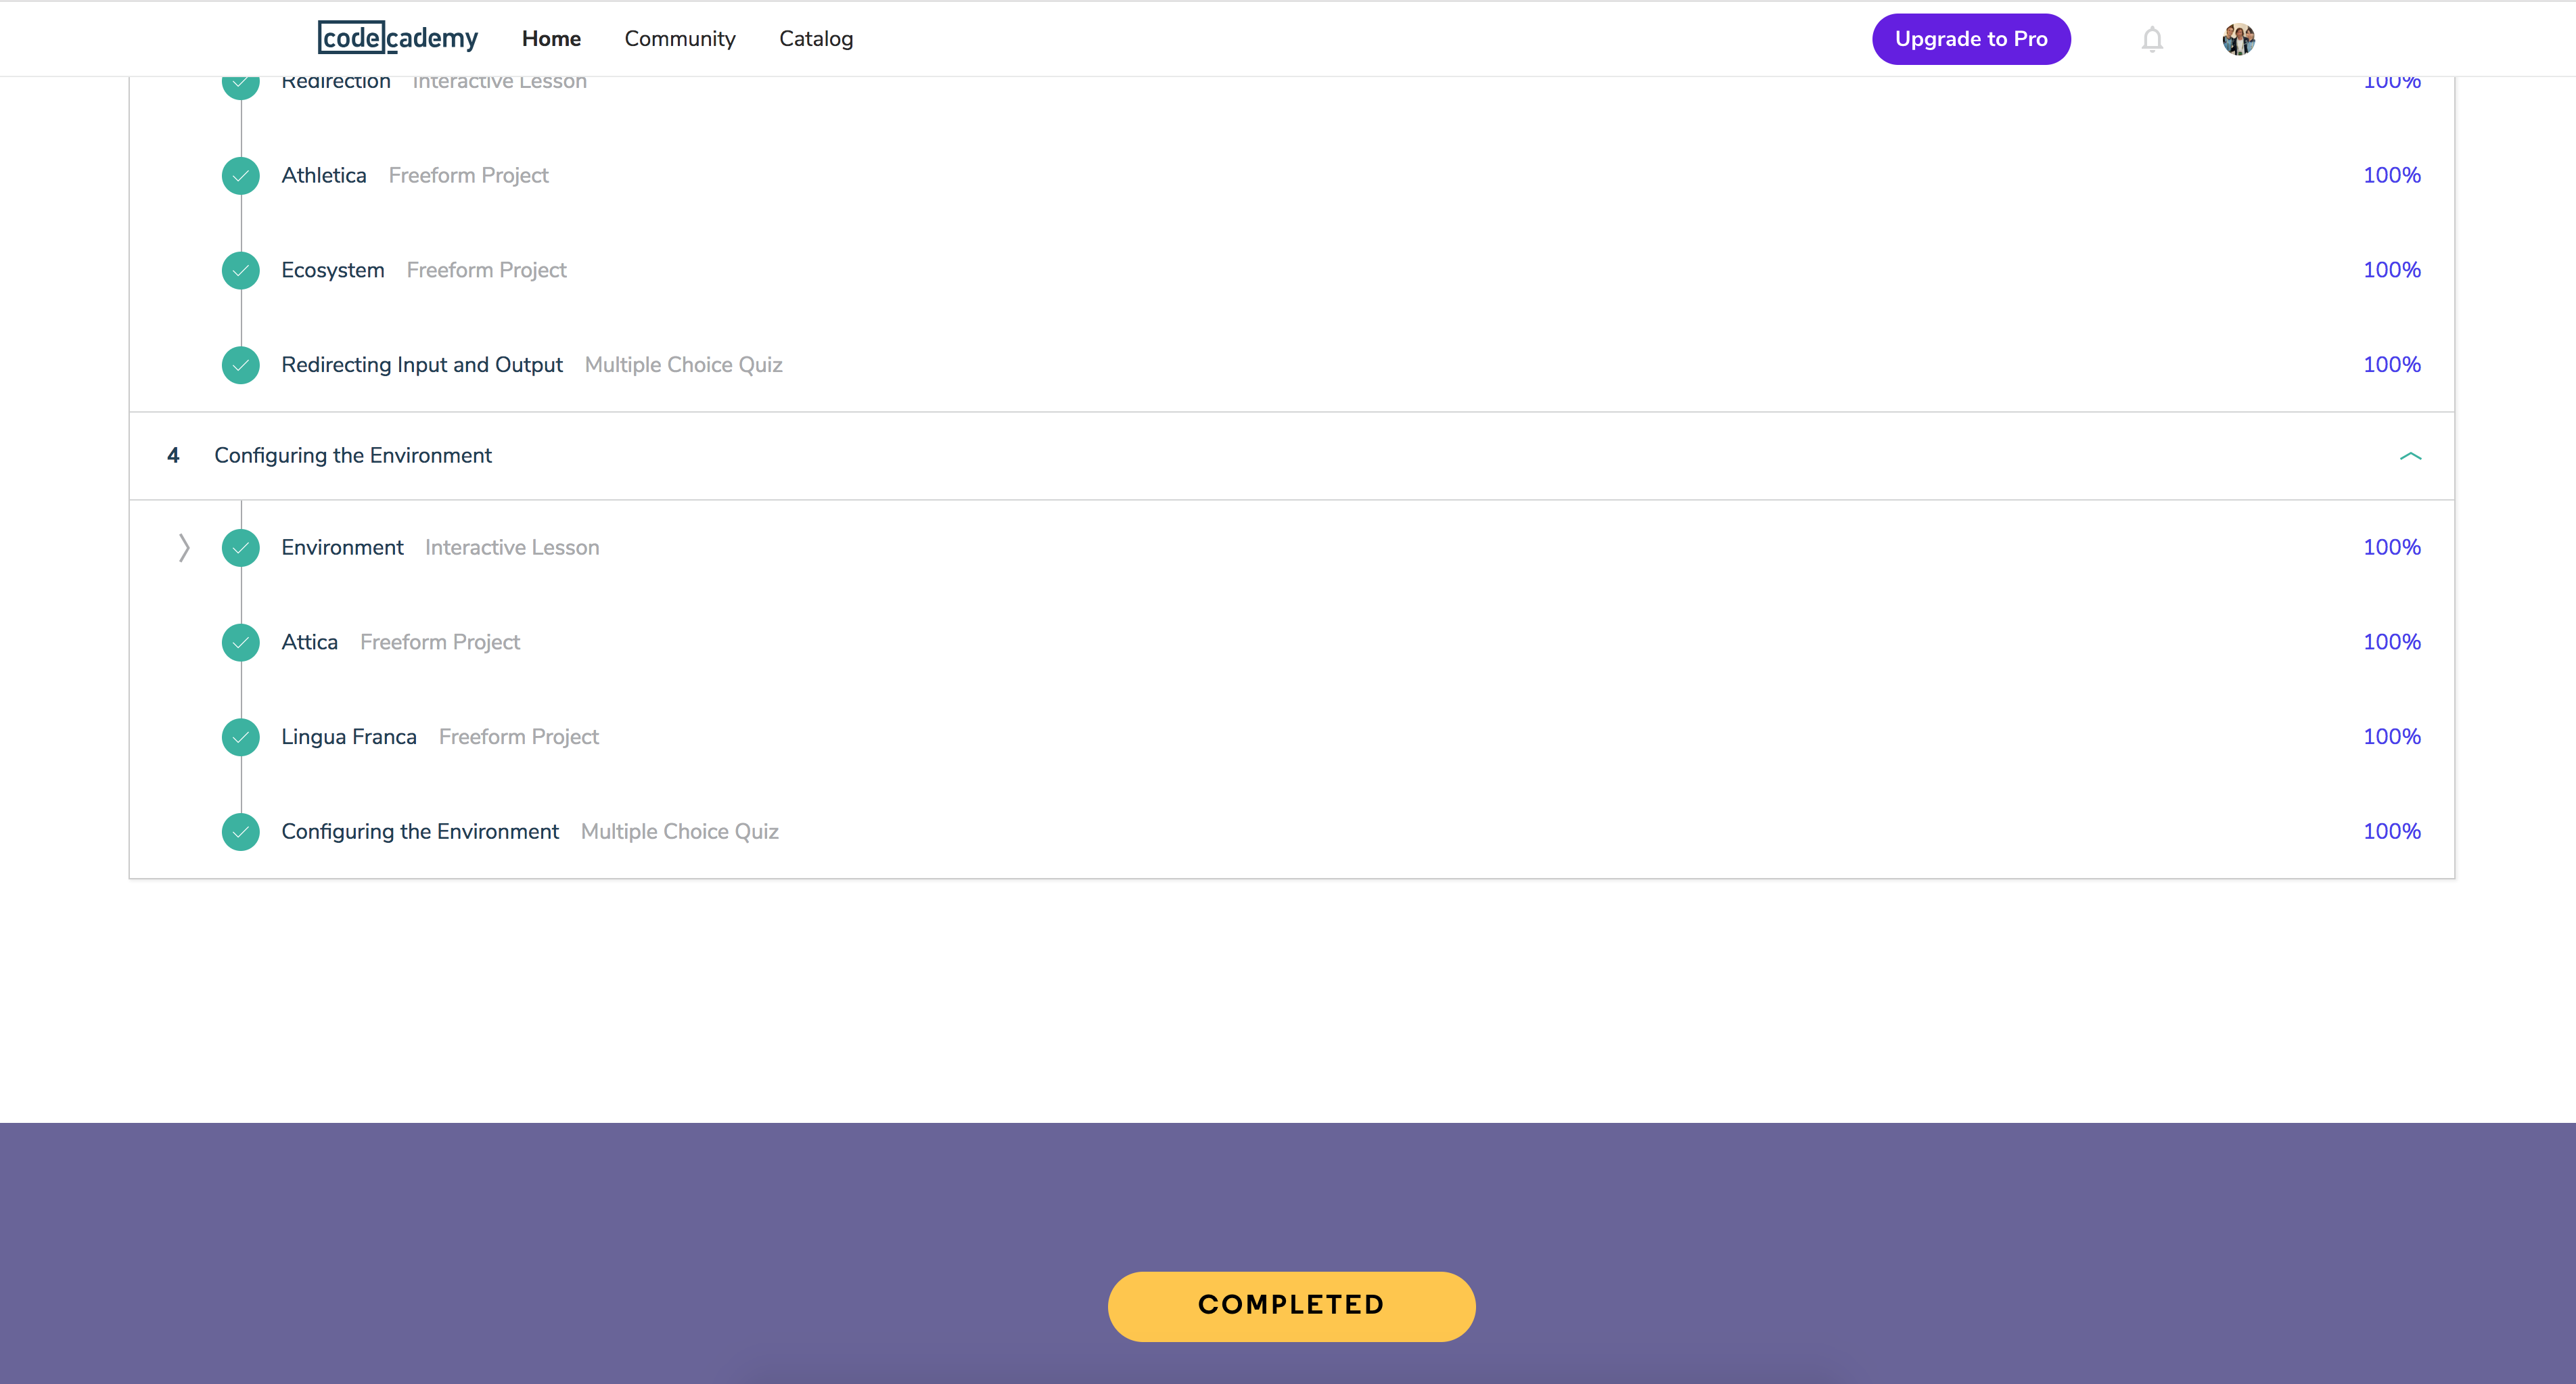 codecademy Home Community Catalog Upgrade to Pro
Redirection Interactive Lesson 100%
Athletica Freeform Project 100%
Ecosystem Freeform Project 100%
Redirecting Input and Output Multiple Choice Quiz 100%
4 Configuring the Environment
Environment Interactive Lesson 100%
Attica Freeform Project 100%
Lingua Franca Freeform Project 100%
Configuring the Environment Multiple Choice Quiz 100%
COMPLETED